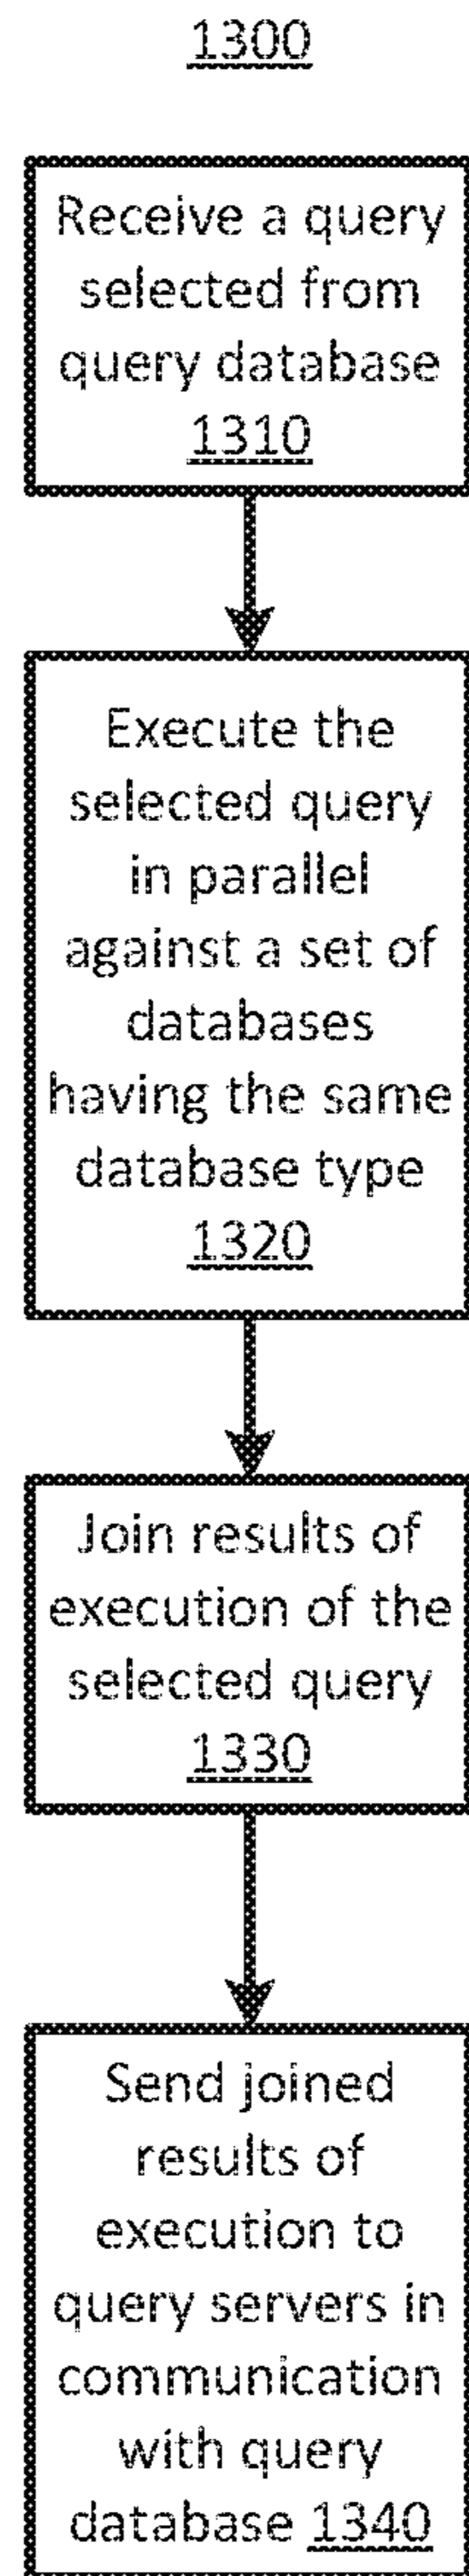 1300
Receive a query
selected from
query database
1310
Execute the
selected query
in parallel
against a set of
databases
having the same
database type
1320
Join results of
execution of the
selected query
1330
Send joined
results of
execution to
query servers in
communication
with query
database 1340